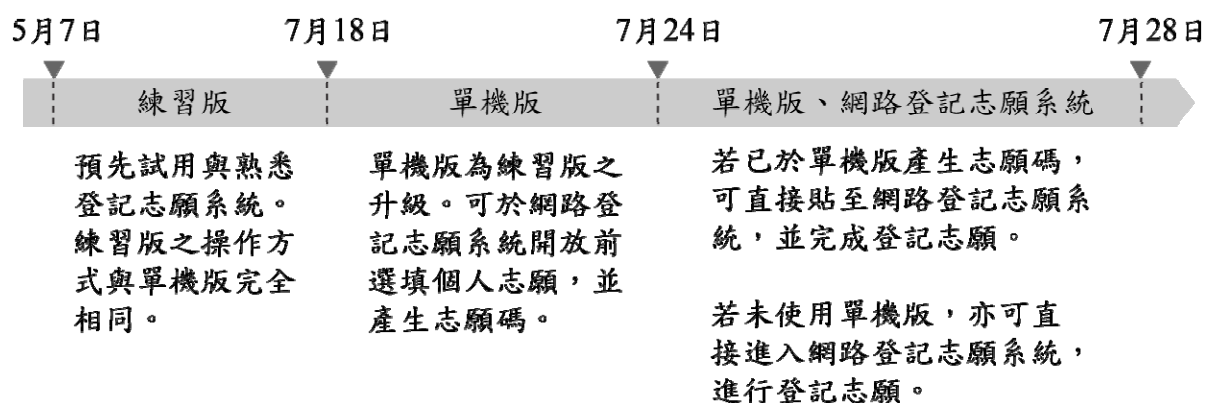 5月7日
7月18日
7月24日
7月28日
練習版
單機版
單機版、網路登記志願系統
預先試用與熟悉
登記志願系統。
練習版之操作方
式與單機版完全
相同。
單機版為練習版之
升級。可於網路登
記志願系統開放前
選填個人志願，並
產生志願碼。
若已於單機版產生志願碼，
可直接貼至網路登記志願系
統，並完成登記志願。
若未使用單機版，亦可直
接進入網路登記志願系統，
進行登記志願。